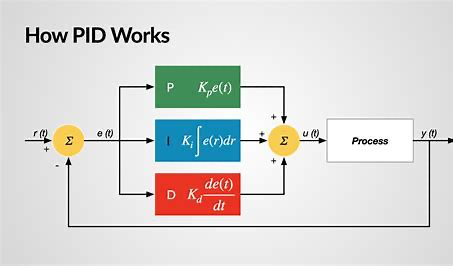 How PID Works
P K_p e(t)
+
r (t) + Σ e (t) I K_i ∫ e(r)dr + Σ u (t) Process y (t)
-
+
D K_d de(t)/dt